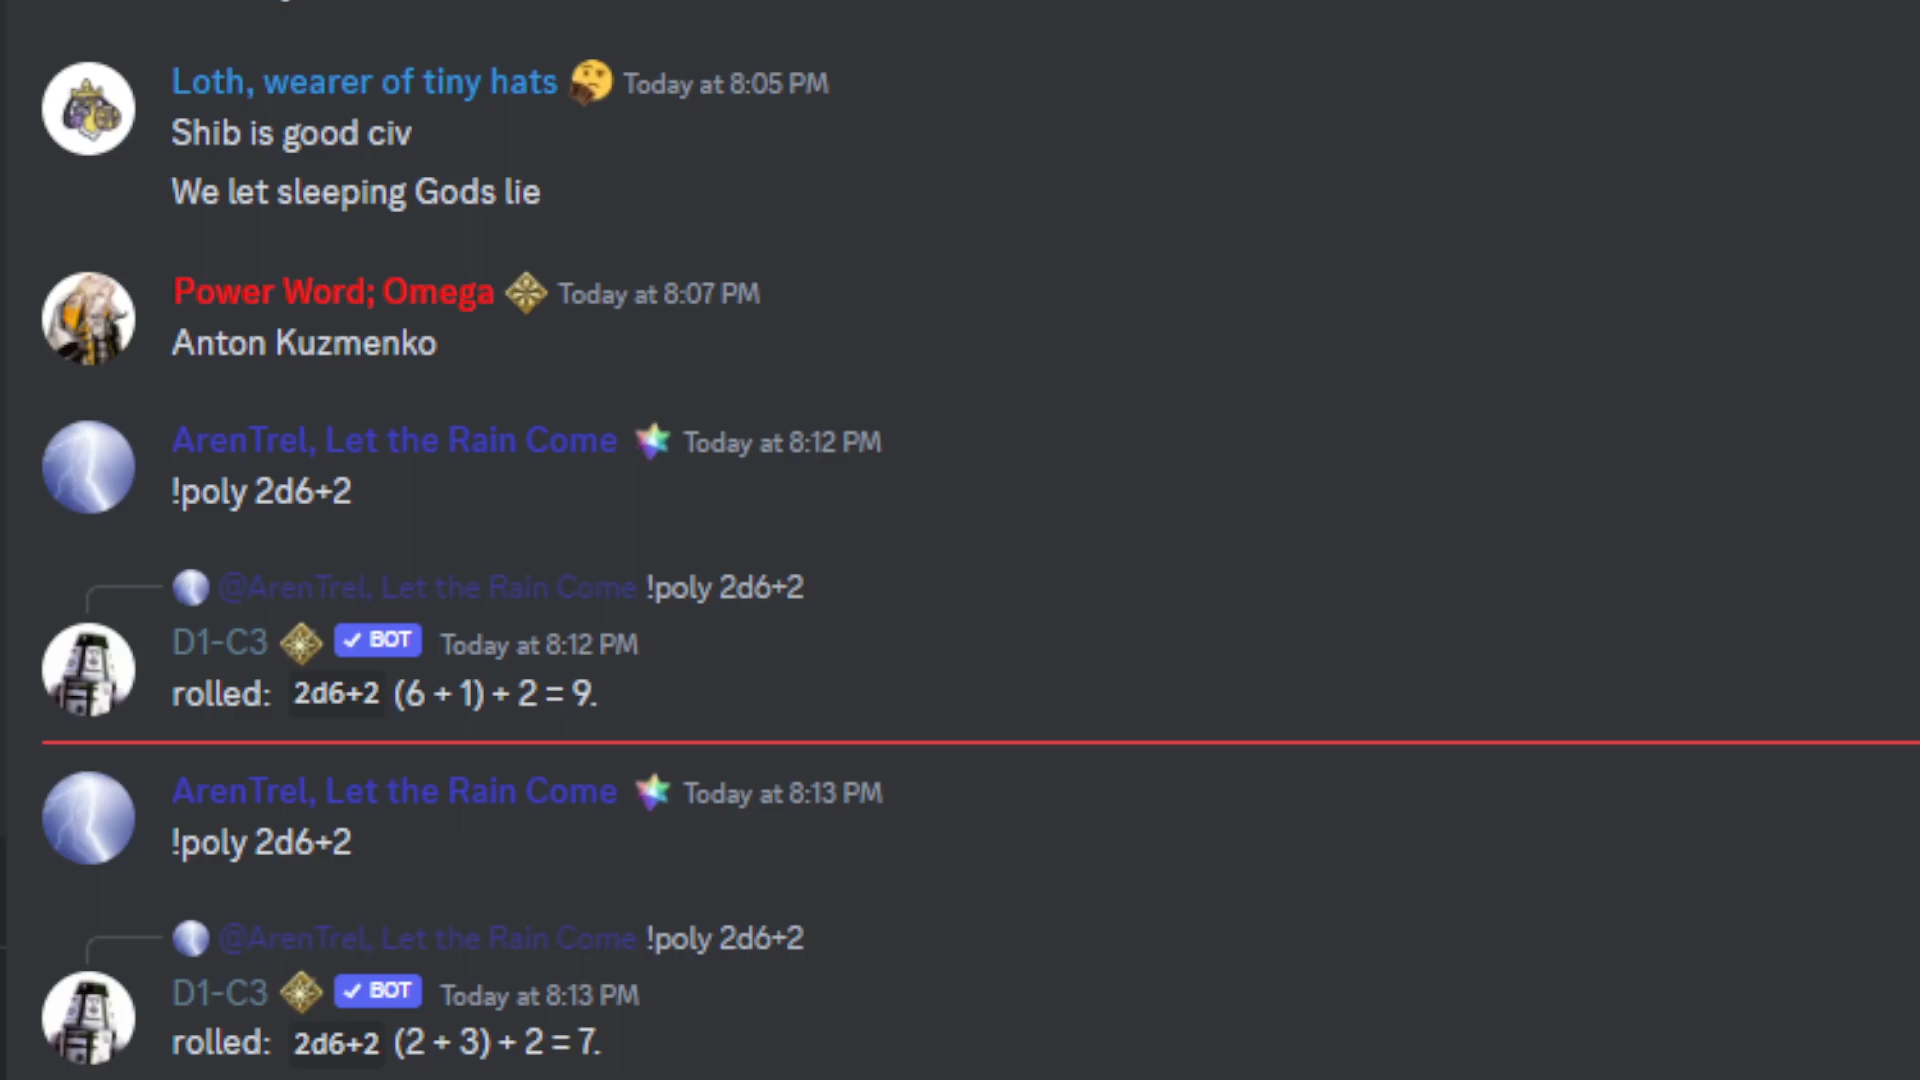 Loth, wearer of tiny hats Today at 8:05 PM
Shib is good civ
We let sleeping Gods lie
Power Word; Omega Today at 8:07 PM
Anton Kuzmenko
ArenTrel, Let the Rain Come Today at 8:12 PM
!poly 2d6+2
@ArenTrel, Let the Rain Come !poly 2d6+2
D1-C3 BOT Today at 8:12 PM
rolled: 2d6+2 (6 + 1) + 2 = 9.
ArenTrel, Let the Rain Come Today at 8:13 PM
!poly 2d6+2
@ArenTrel, Let the Rain Come !poly 2d6+2
D1-C3 BOT Today at 8:13 PM
rolled: 2d6+2 (2 + 3) + 2 = 7.